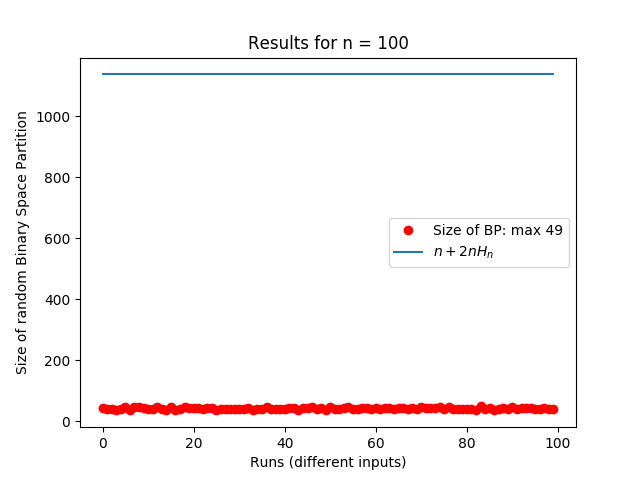 Results for n = 100
Size of random Binary Space Partition
1000
800
600
400
200
0
Size of BP: max 49
n + 2nHₙ
0 20 40 60 80 100
Runs (different inputs)